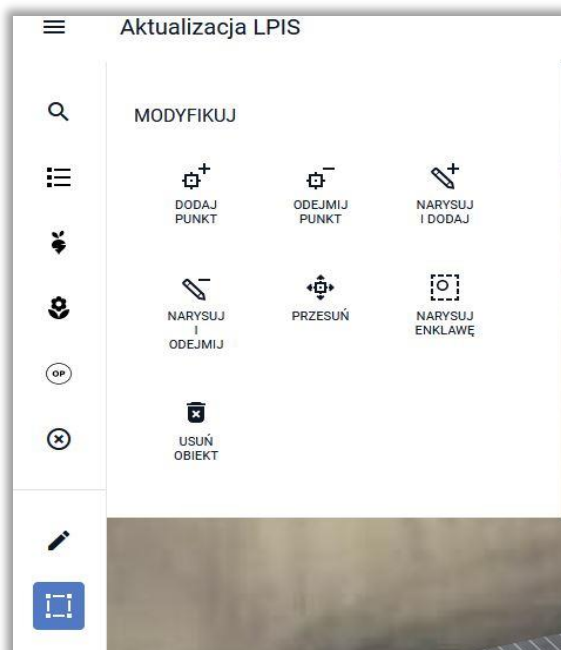 Aktualizacja LPIS
MODYFIKUJ
DODAJ
PUNKT
ODEJMIJ
PUNKT
NARYSUJ
I DODAJ
NARYSUJ
I
ODEJMIJ
PRZESUŃ
NARYSUJ
ENKLAWĘ
USUŃ
OBIEKT
OP